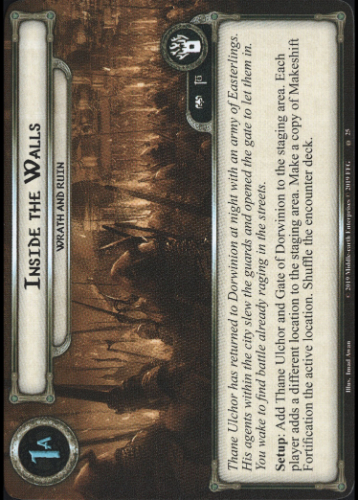 1A
INSIDE THE WALLS
WRATH AND RUIN
Thane Ulchor has returned to Dorwinion at night with an army of Easterlings.
His agents within the city slew the guards and opened the gate to let them in.
You wake to find battle already raging in the streets.
Setup: Add Thane Ulchor and Gate of Dorwinion to the staging area. Each
player adds a different location to the staging area. Make a copy of Makeshift
Fortification the active location. Shuffle the encounter deck.
Illus. Imad Awan © 2019 Middle-earth Enterprises © 2019 FFG 25